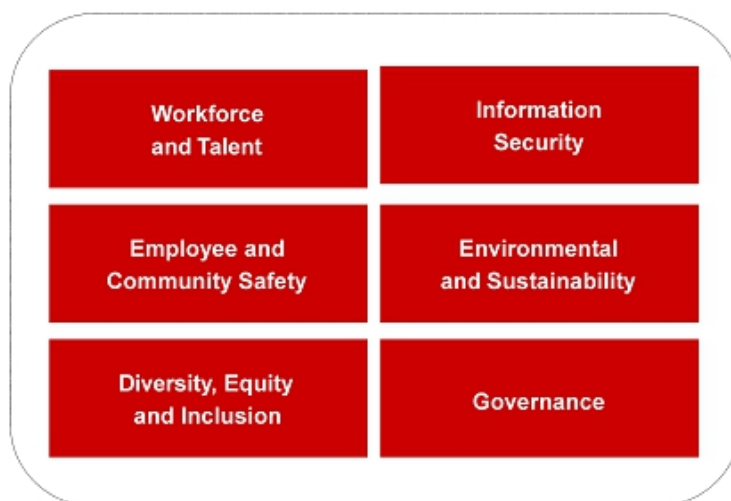 Workforce
and Talent
Information
Security
Employee and
Community Safety
Environmental
and Sustainability
Diversity, Equity
and Inclusion
Governance